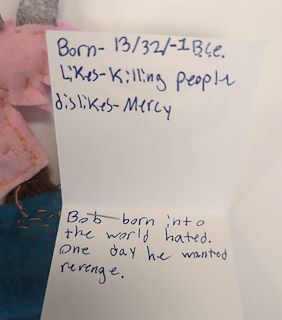 Born- 13/32/-1 B.C.e.
Likes- Killing people
dislikes- Mercy
Bob born into
the world hated.
One day he wanted
revenge.